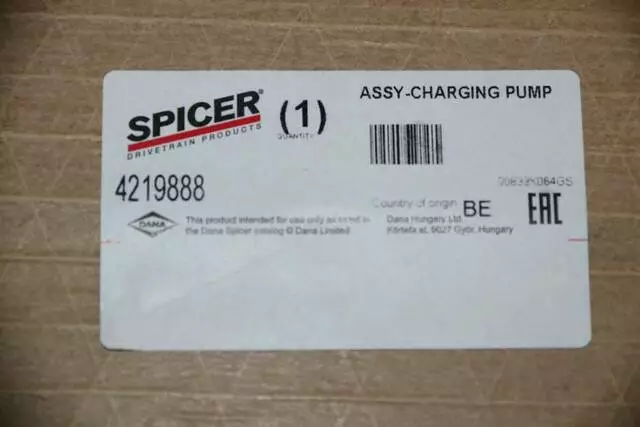 SPICER®
DRIVETRAIN PRODUCTS
(1)
QUANTITY
ASSY-CHARGING PUMP
4219888
DANA
This product intended for use only as listed in
the Dana Spicer catalog © Dana Limited
Country of origin BE
Dana Hungary Ltd.
Körtefa st, 9027 Győr, Hungary
EAC